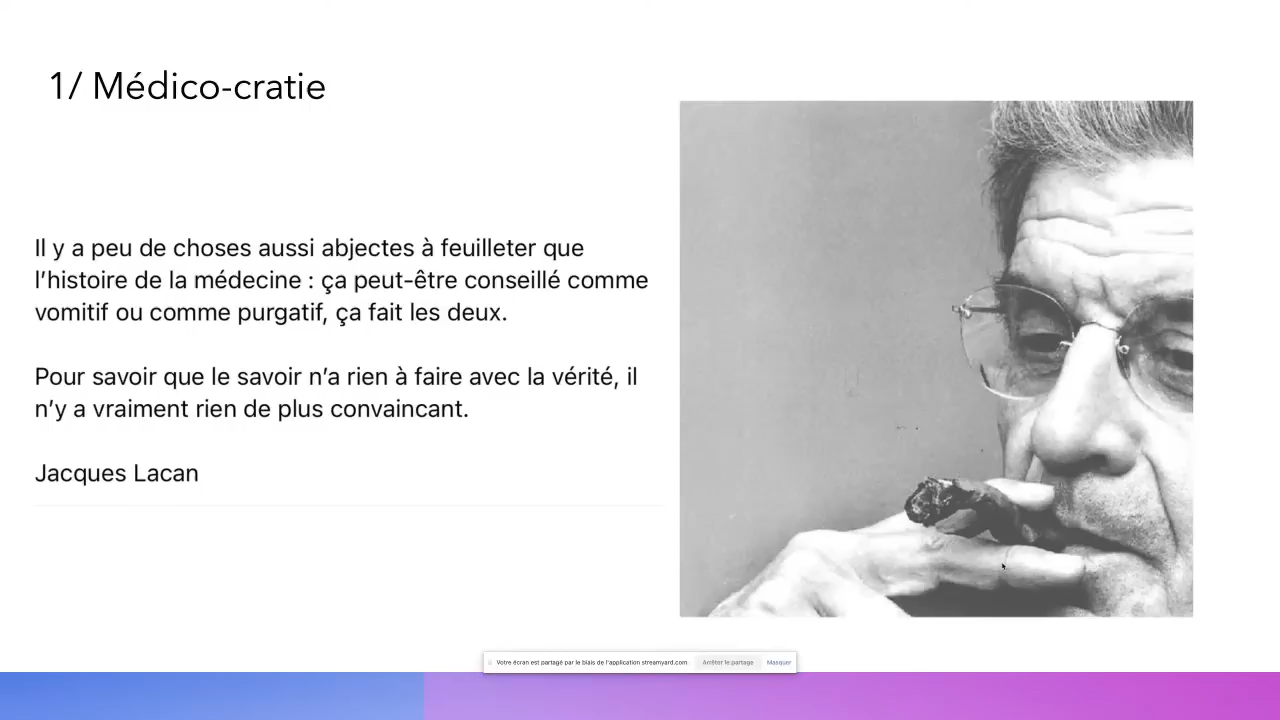 1/ Médico-cratie
Il y a peu de choses aussi abjectes à feuilleter que
l’histoire de la médecine : ça peut-être conseillé comme
vomitif ou comme purgatif, ça fait les deux.
Pour savoir que le savoir n’a rien à faire avec la vérité, il
n’y a vraiment rien de plus convaincant.
Jacques Lacan
Votre écran est partagé par le biais de l'application streamyard.com.
Arrêter le partage
Masquer